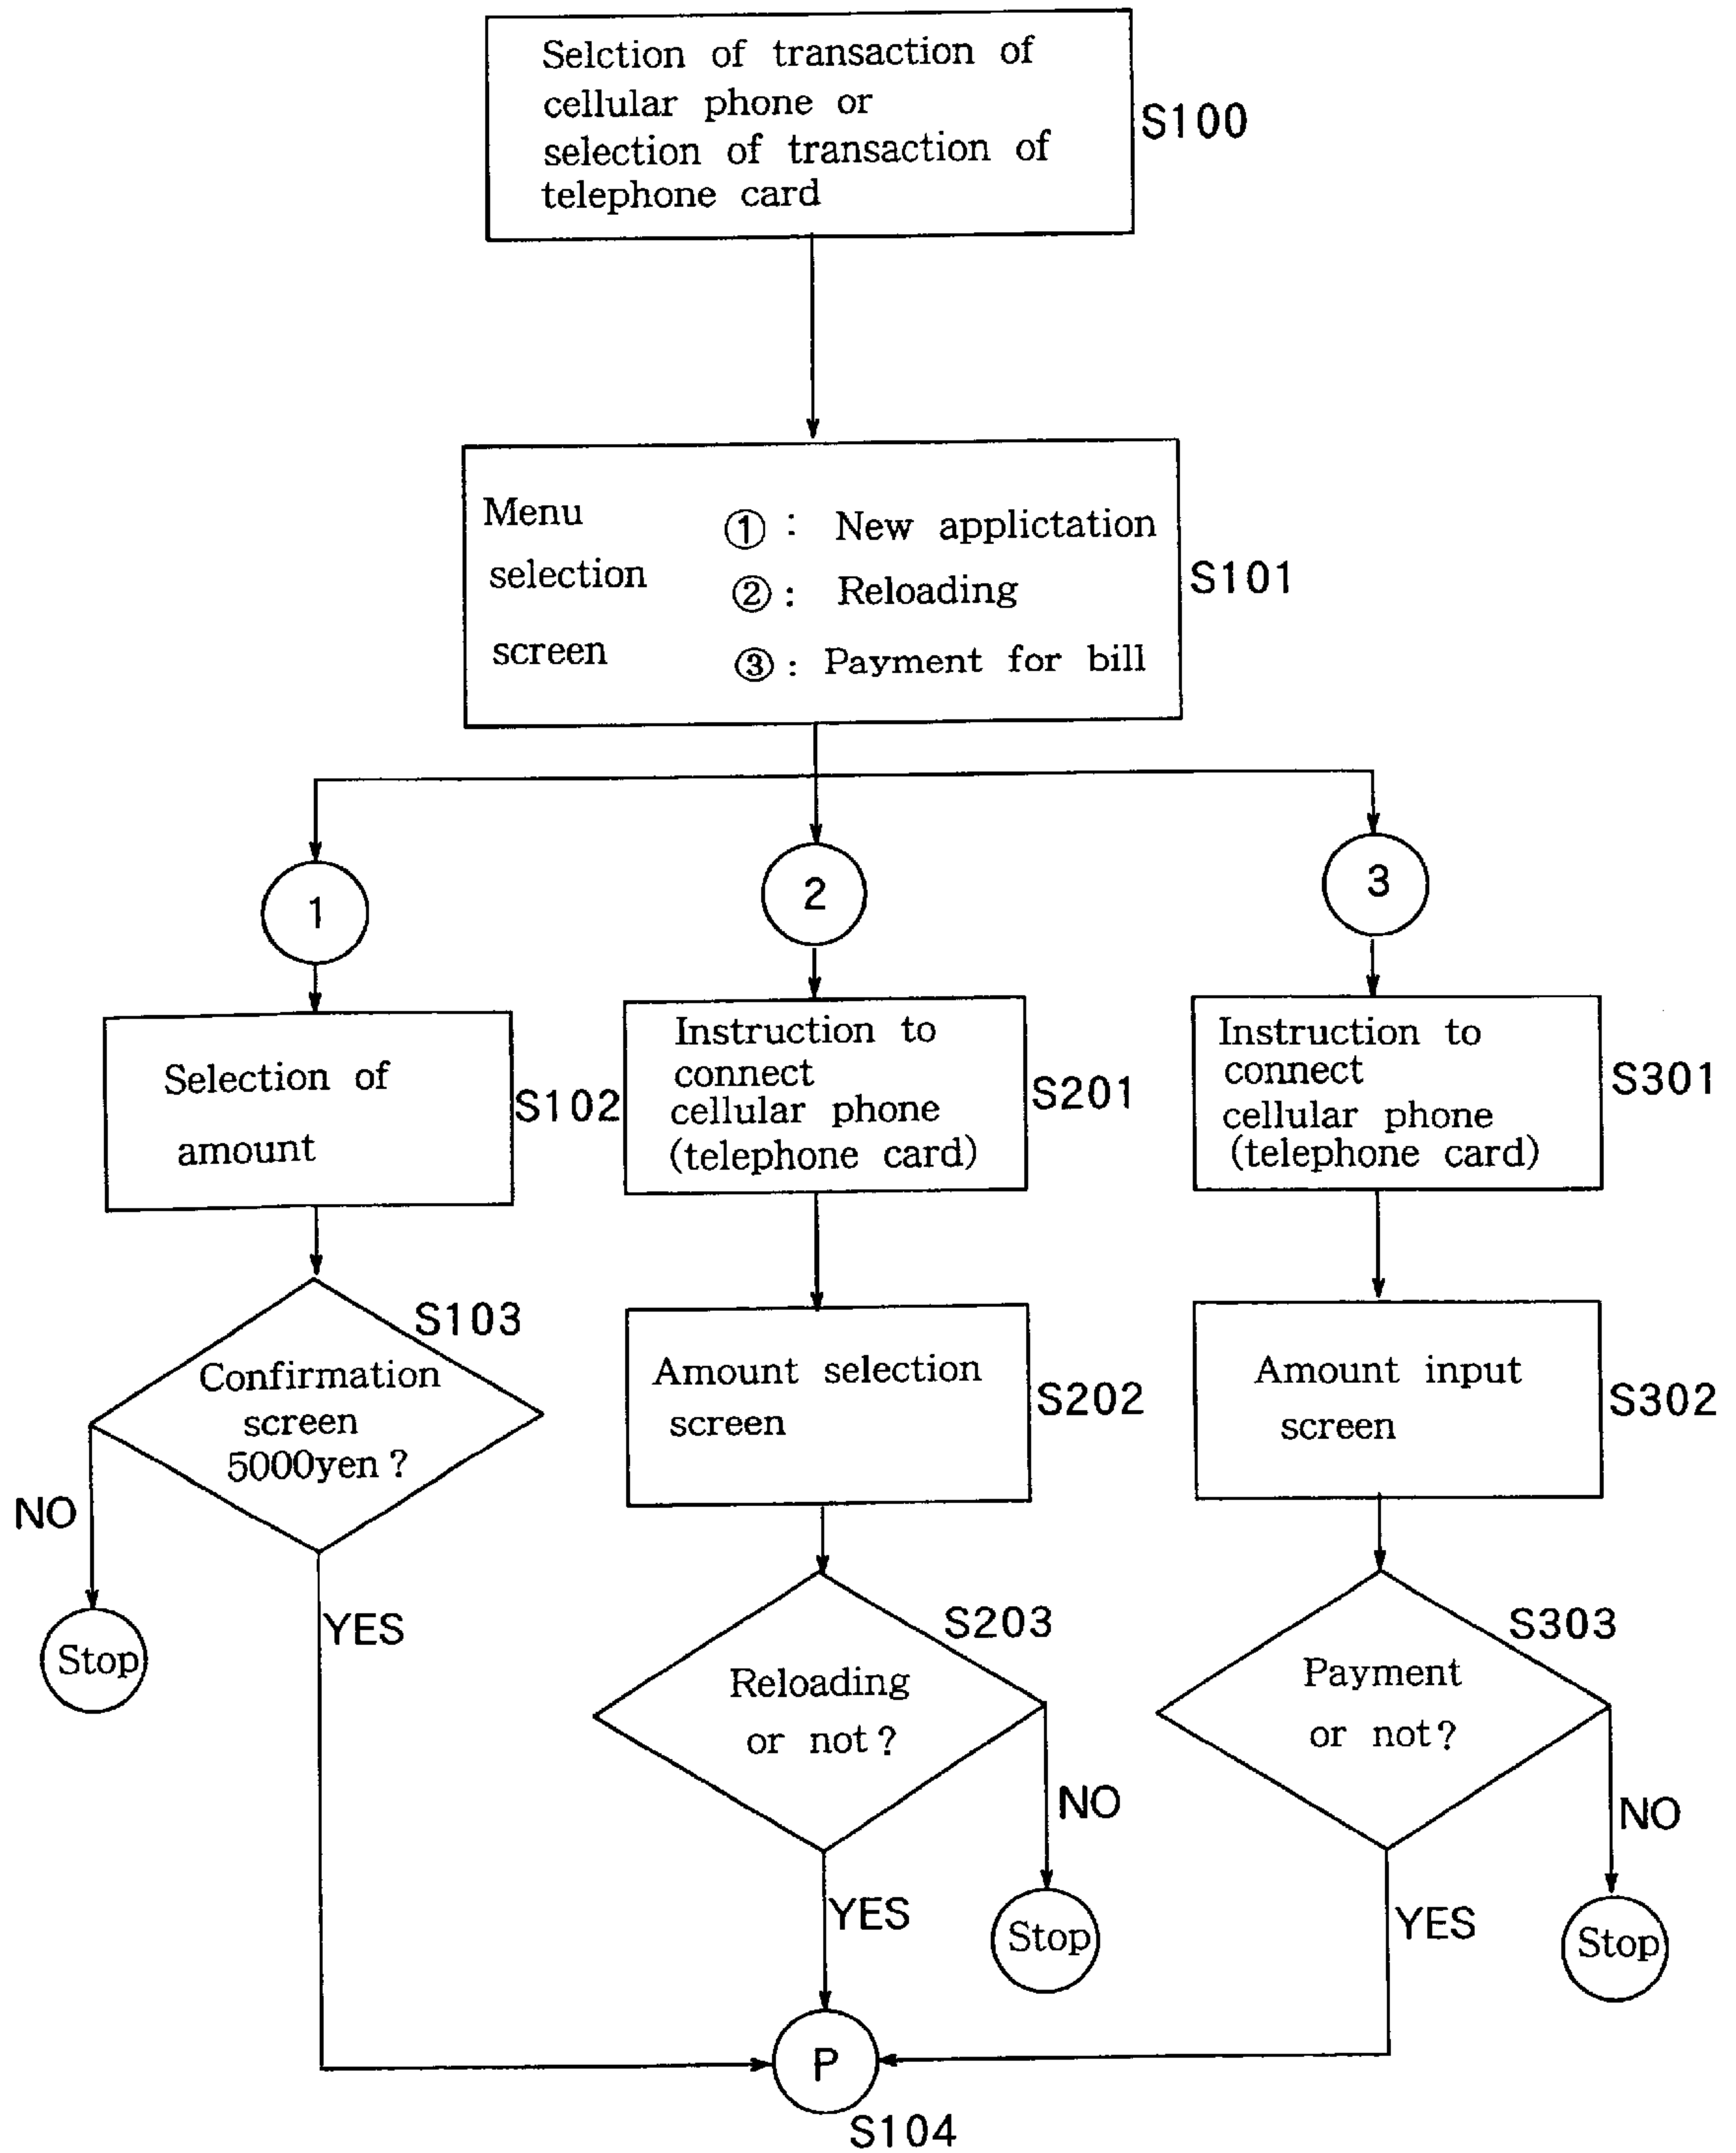 Selction of transaction of
cellular phone or
selection of transaction of
telephone card
S100
Menu
selection
screen
① : New applictation
② : Reloading
③ : Payment for bill
S101
1
2
3
Selection of
amount
S102
Instruction to
connect
cellular phone
(telephone card)
S201
Instruction to
connect
cellular phone
(telephone card)
S301
S103
Confirmation
screen
5000yen ?
NO
YES
Stop
Amount selection
screen
S202
Amount input
screen
S302
S203
Reloading
or not ?
NO
YES
Stop
S303
Payment
or not ?
NO
YES
Stop
P
S104